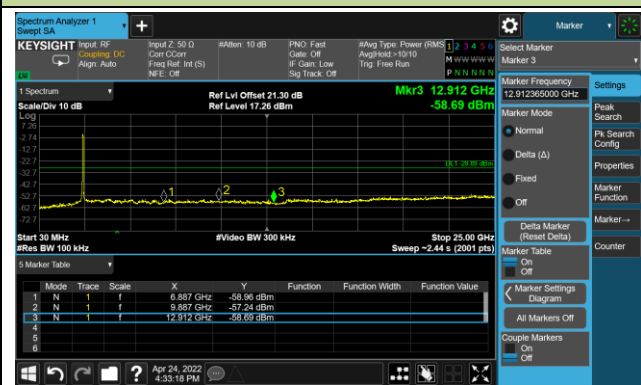 Spectrum Analyzer 1
Swept SA
+
Marker
KEYSIGHT
Input: RF
Coupling: DC
Align: Auto
Input Z: 50 Ω
Corr CCorr
Freq Ref: Int (S)
NFE: Off
#Atten: 10 dB
PNO: Fast
Gate: Off
IF Gain: Low
Sig Track: Off
#Avg Type: Power (RMS
Avg|Hold:>10/10
Trig: Free Run
1 2 3 4 5 6
M W W W W W
P N N N N N
LXI
Select Marker
Marker 3
1 Spectrum
Scale/Div 10 dB
Ref Lvl Offset 21.30 dB
Ref Level 17.26 dBm
Mkr3 12.912 GHz
-58.69 dBm
Log
7.26
-2.74
-12.7
-22.7
-32.7
-42.7
-52.7
-62.7
-72.7
1
2
3
Start 30 MHz
#Res BW 100 kHz
#Video BW 300 kHz
Stop 25.00 GHz
Sweep ~2.44 s (2001 pts)
5 Marker Table
Mode Trace Scale X Y Function Function Width Function Value
1 N 1 f 6.887 GHz -58.96 dBm
2 N 1 f 9.887 GHz -57.24 dBm
3 N 1 f 12.912 GHz -58.69 dBm
4
5
6
Marker Frequency
12.912365000 GHz
Marker Mode
Normal
Delta (Δ)
Fixed
Off
Delta Marker
(Reset Delta)
Marker Table
On
Off
Marker Settings
Diagram
All Markers Off
Couple Markers
On
Off
Settings
Peak
Search
Pk Search
Config
Properties
Marker
Function
Marker→
Counter
?
Apr 24, 2022
4:33:18 PM